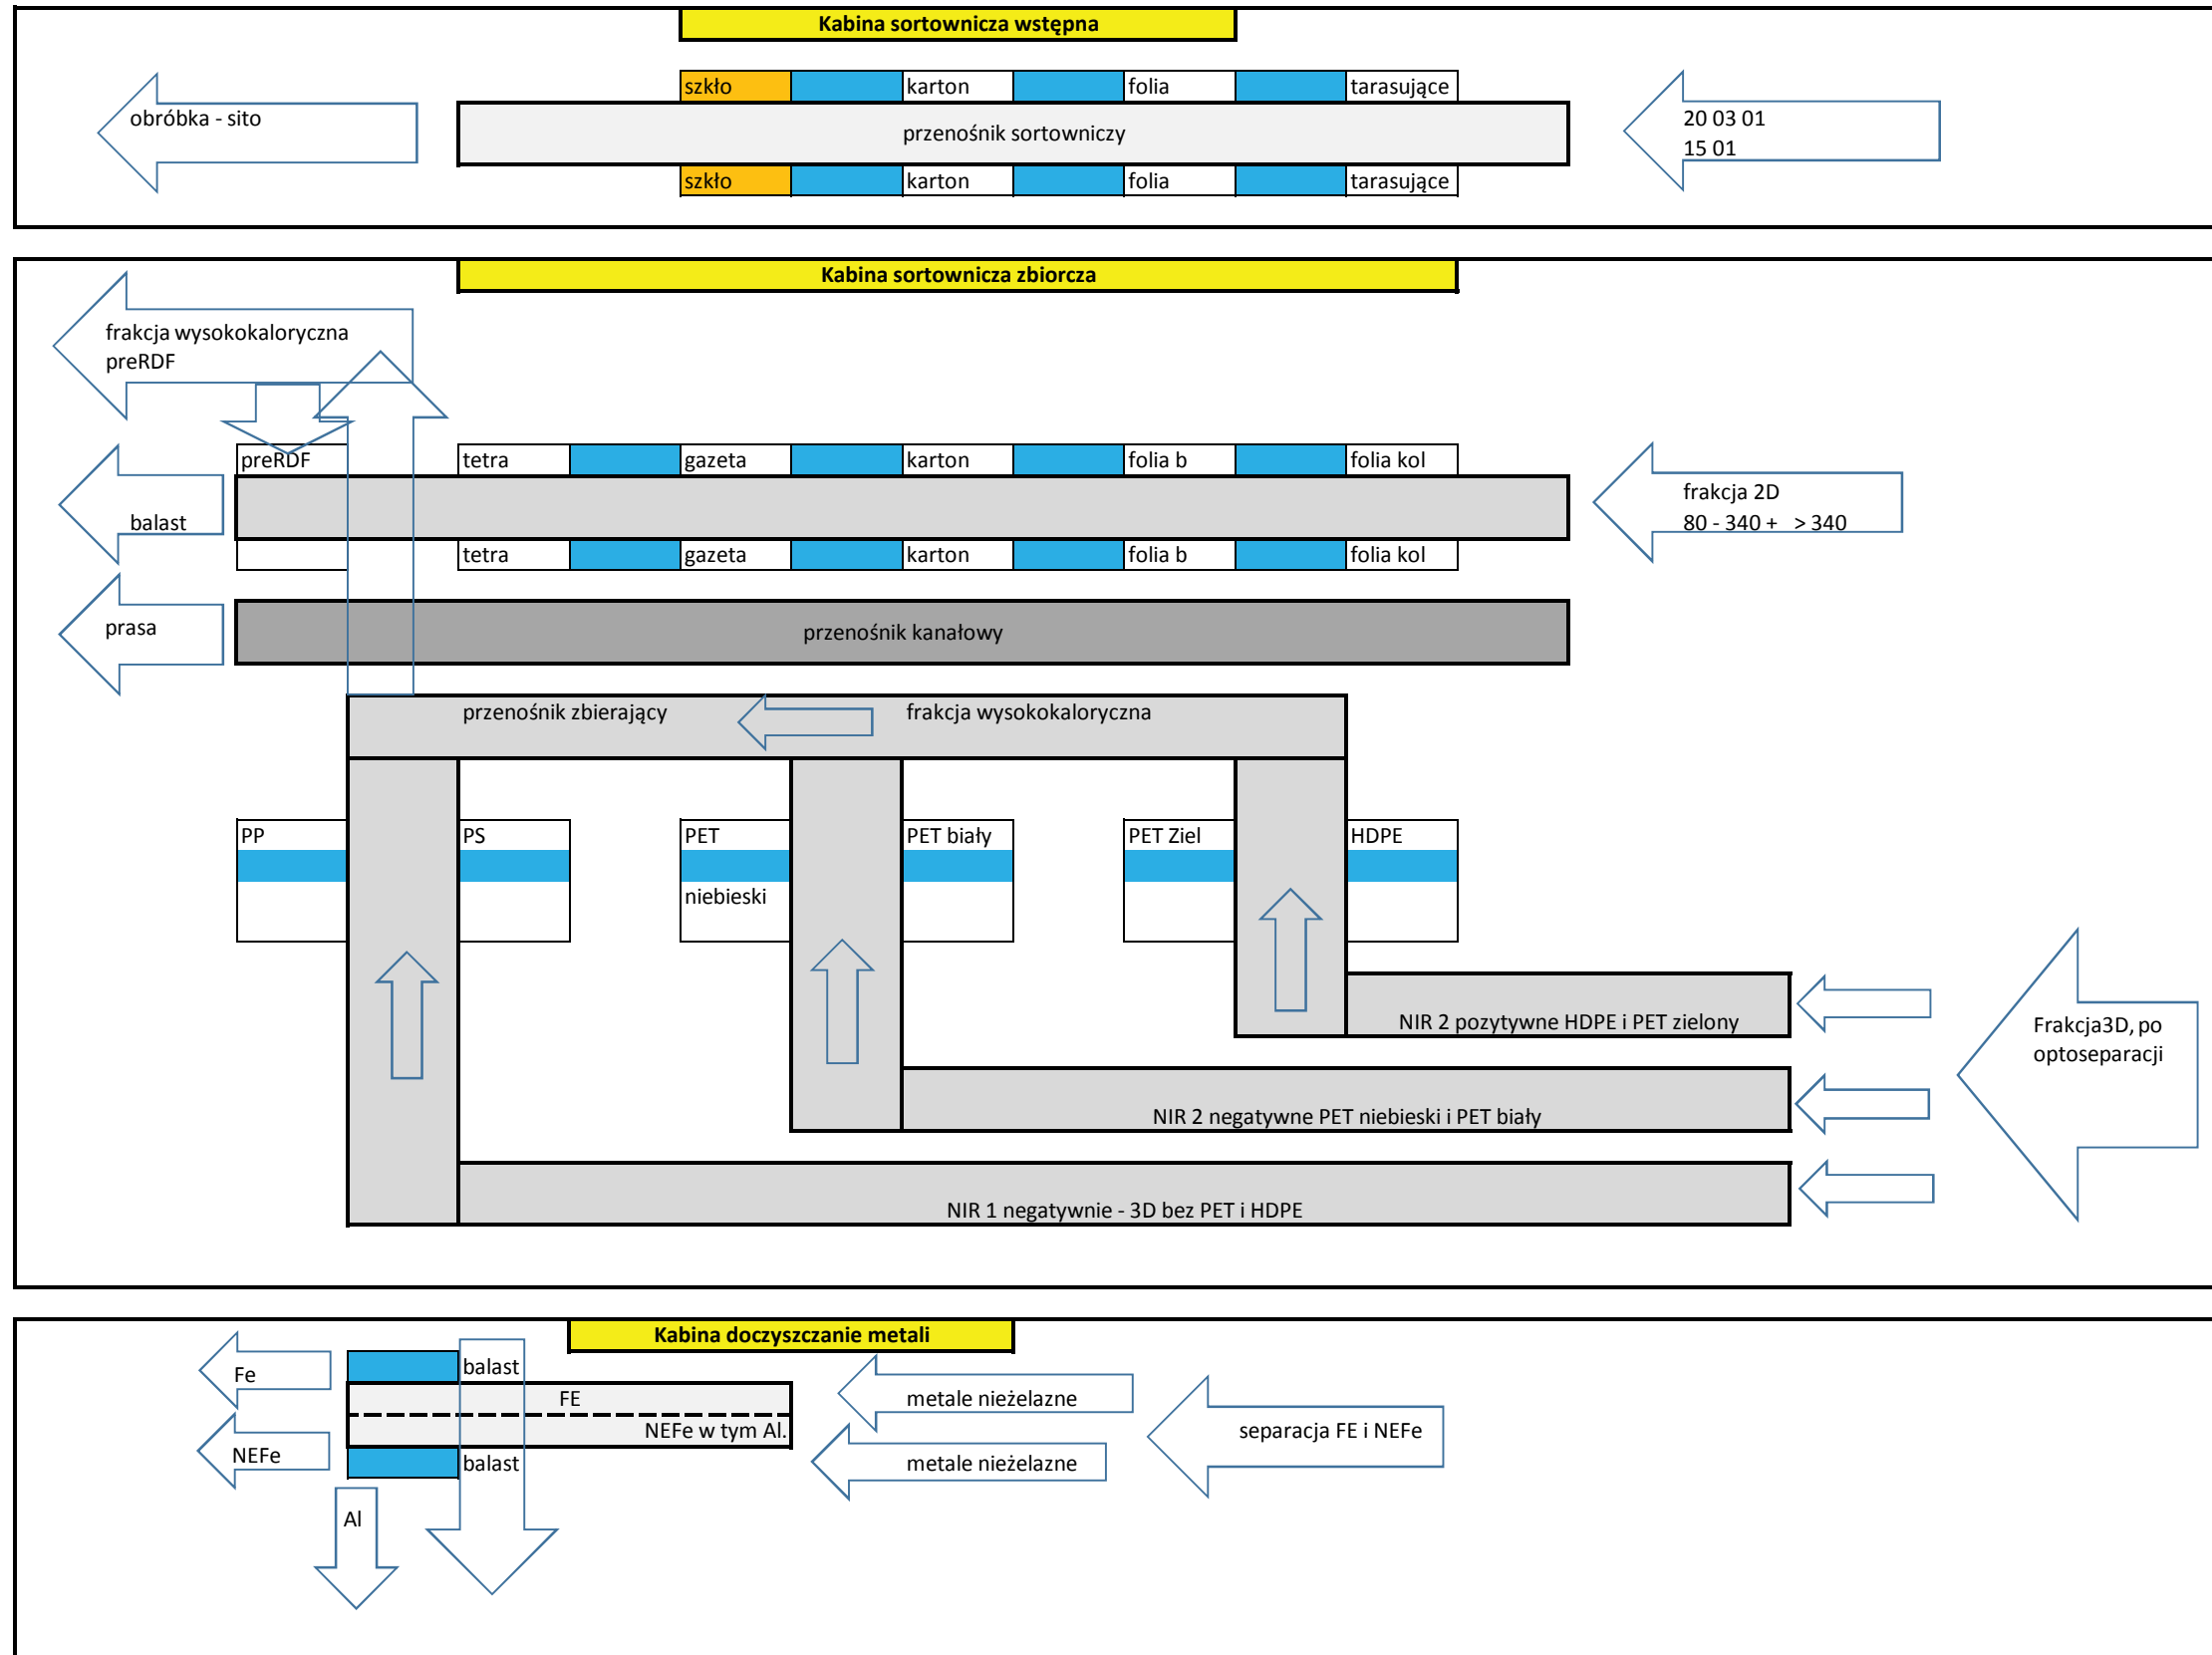 Kabina sortownicza wstępna
szkło karton folia tarasujące
obróbka - sito
przenośnik sortowniczy
20 03 01
15 01
szkło karton folia tarasujące
Kabina sortownicza zbiorcza
frakcja wysokokaloryczna
preRDF
preRDF tetra gazeta karton folia b folia kol
balast
frakcja 2D
80 - 340 + > 340
tetra gazeta karton folia b folia kol
prasa
przenośnik kanałowy
przenośnik zbierający frakcja wysokokaloryczna
PP PS PET PET biały PET Ziel HDPE
niebieski
NIR 2 pozytywne HDPE i PET zielony
Frakcja3D, po
optoseparacji
NIR 2 negatywne PET niebieski i PET biały
NIR 1 negatywnie - 3D bez PET i HDPE
Kabina doczyszczanie metali
Fe
balast
FE
metale nieżelazne
NEFe w tym Al.
separacja FE i NEFe
NEFe
balast
metale nieżelazne
Al